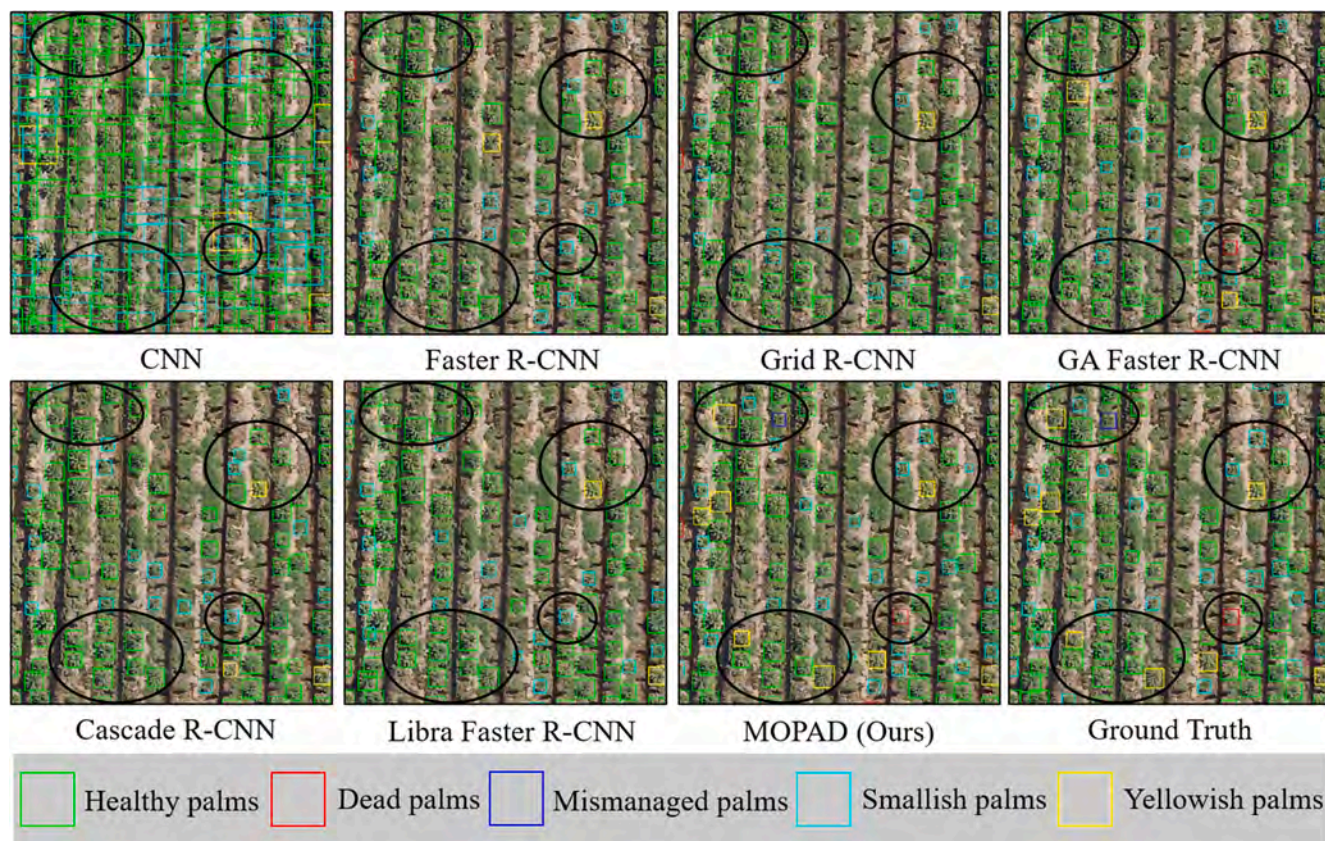 CNN Faster R-CNN Grid R-CNN GA Faster R-CNN
Cascade R-CNN Libra Faster R-CNN MOPAD (Ours) Ground Truth
Healthy palms Dead palms Mismanaged palms Smallish palms Yellowish palms